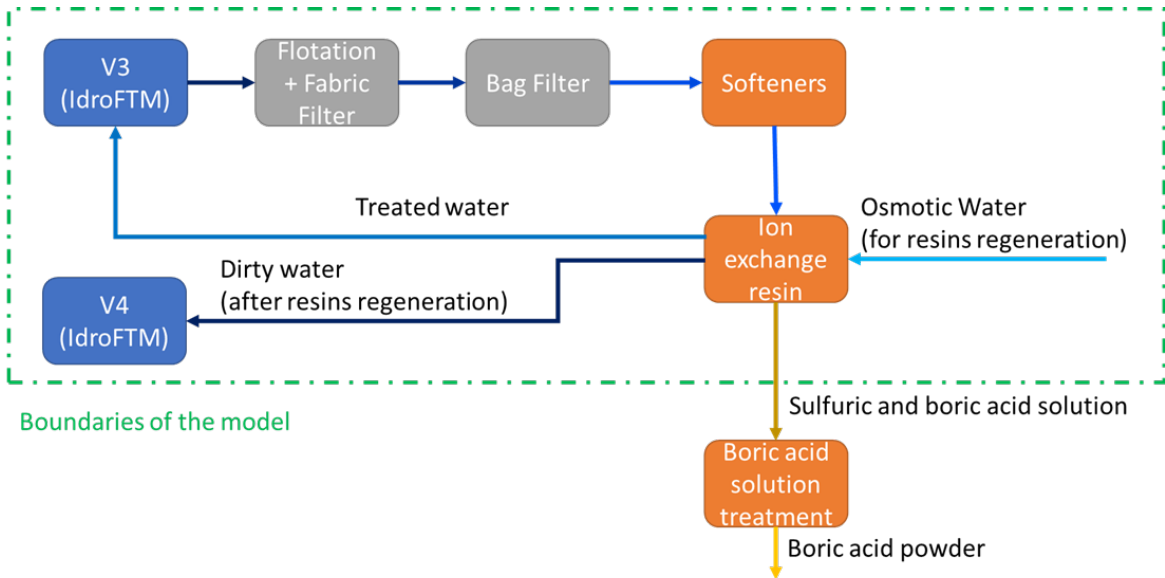 V3
(IdroFTM)
Flotation
+ Fabric
Filter
Bag Filter
Softeners
Treated water
Osmotic Water
(for resins regeneration)
Ion
exchange
resin
Dirty water
(after resins regeneration)
V4
(IdroFTM)
Boundaries of the model
Sulfuric and boric acid solution
Boric acid
solution
treatment
Boric acid powder